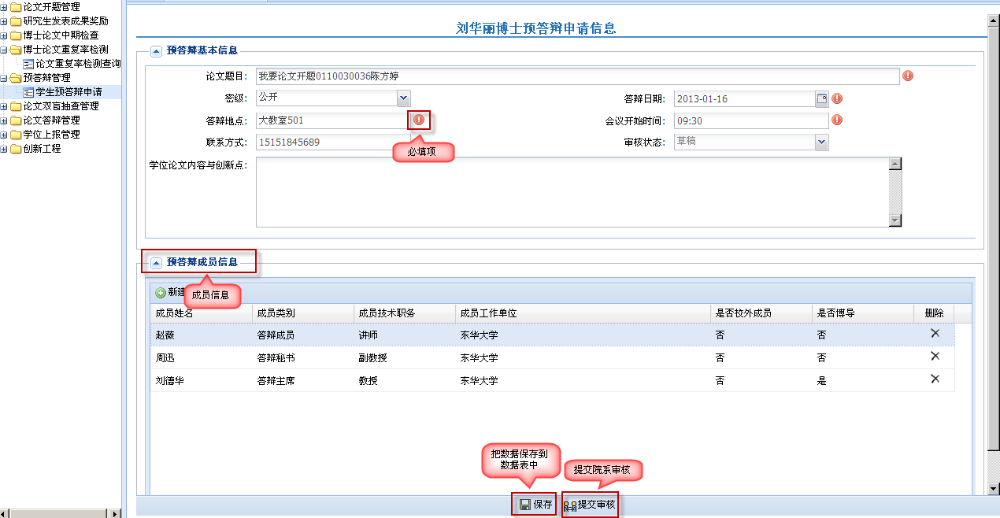 论文开题管理
研究生发表成果奖励
博士论文中期检查
博士论文重复率检测
论文重复率检测查询
预答辩管理
学生预答辩申请
论文双盲抽查管理
论文答辩管理
学位上报管理
创新工程
刘华丽博士预答辩申请信息
预答辩基本信息
论文题目: 我要论文开题0110030036陈方婷
密级: 公开 答辩日期: 2013-01-16
答辩地点: 大教室501 会议开始时间: 09:30
联系方式: 15151845689 审核状态: 草稿
必填项
学位论文内容与创新点:
预答辩成员信息
新建
成员信息
成员姓名 成员类别 成员技术职务 成员工作单位 是否校外成员 是否博导 删除
赵薇 答辩成员 讲师 东华大学 否 否
周迅 答辩秘书 副教授 东华大学 否 否
刘德华 答辩主席 教授 东华大学 否 是
把数据保存到
数据表中
提交院系审核
保存 提交审核